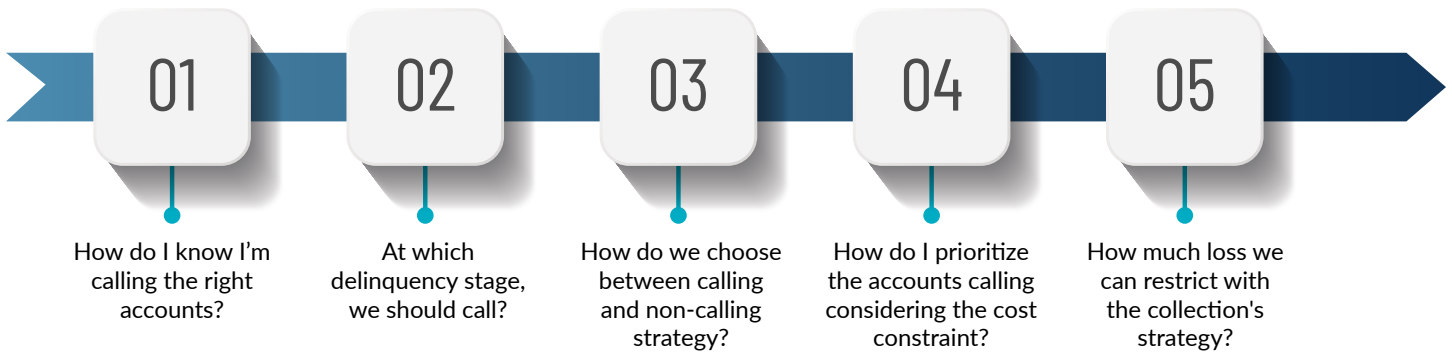 01
How do I know I’m
calling the right
accounts?
02
At which
delinquency stage,
we should call?
03
How do we choose
between calling
and non-calling
strategy?
04
How do I prioritize
the accounts calling
considering the cost
constraint?
05
How much loss we
can restrict with
the collection's
strategy?